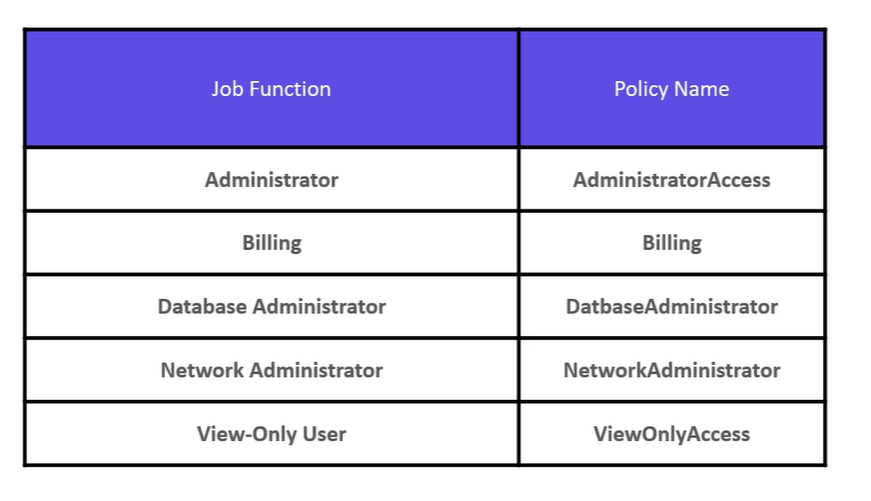 Job Function Policy Name
Administrator AdministratorAccess
Billing Billing
Database Administrator DatbaseAdministrator
Network Administrator NetworkAdministrator
View-Only User ViewOnlyAccess